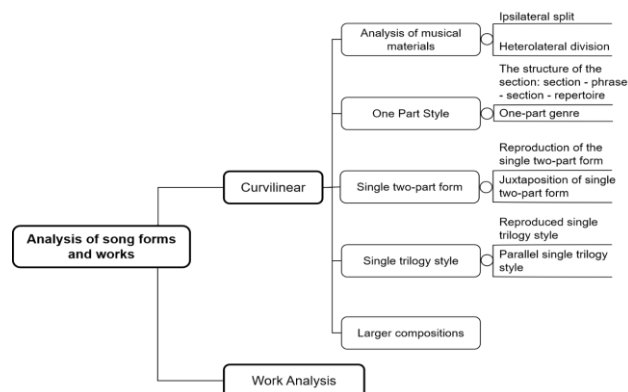 Analysis of song forms
and works
Curvilinear
Work Analysis
Analysis of musical
materials
Ipsilateral split
Heterolateral division
One Part Style
The structure of the
section: section - phrase
- section - repertoire
One-part genre
Single two-part form
Reproduction of the
single two-part form
Juxtaposition of single
two-part form
Single trilogy style
Reproduced single
trilogy style
Parallel single trilogy
style
Larger compositions